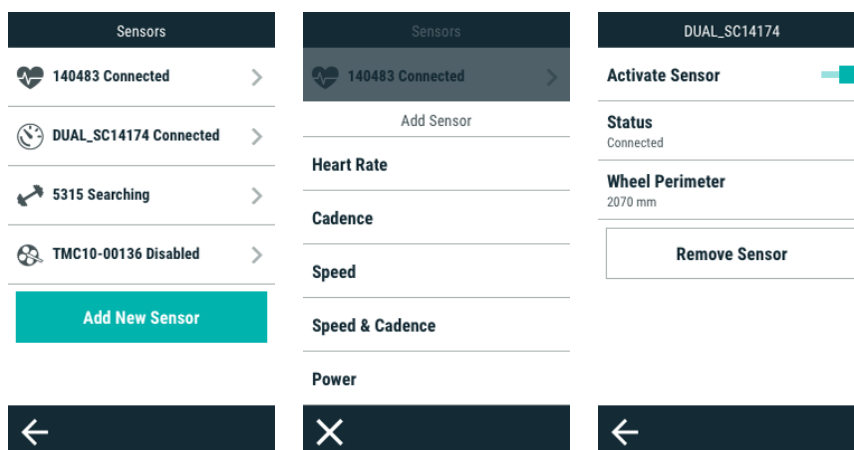 Sensors
140483 Connected
DUAL_SC14174 Connected
5315 Searching
TMC10-00136 Disabled
Add New Sensor
Sensors
140483 Connected
Add Sensor
Heart Rate
Cadence
Speed
Speed & Cadence
Power
DUAL_SC14174
Activate Sensor
Status
Connected
Wheel Perimeter
2070 mm
Remove Sensor